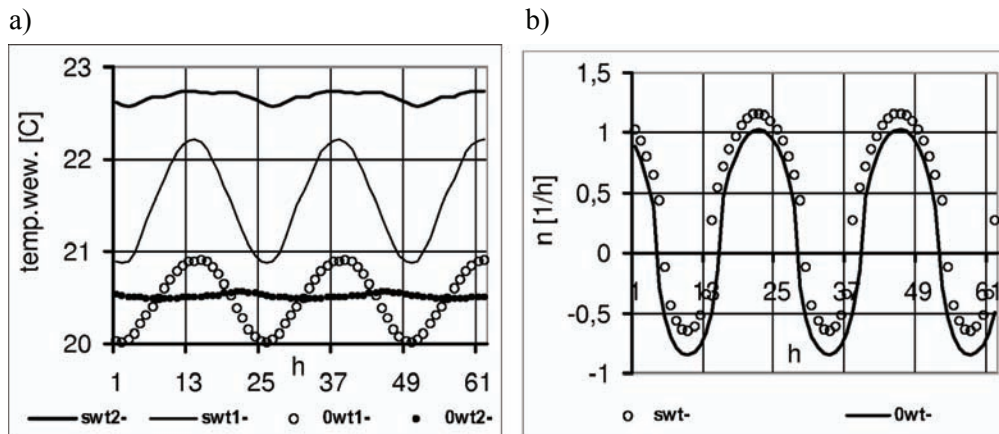 a)
23
22
21
20
temp.wew. [C]
1 13 25 37 49 61
h
swt2- swt1- 0wt1- 0wt2-
b)
1,5
1
0,5
0
-0,5
-1
n [1/h]
1 13 25 37 49 61
h
swt- 0wt-